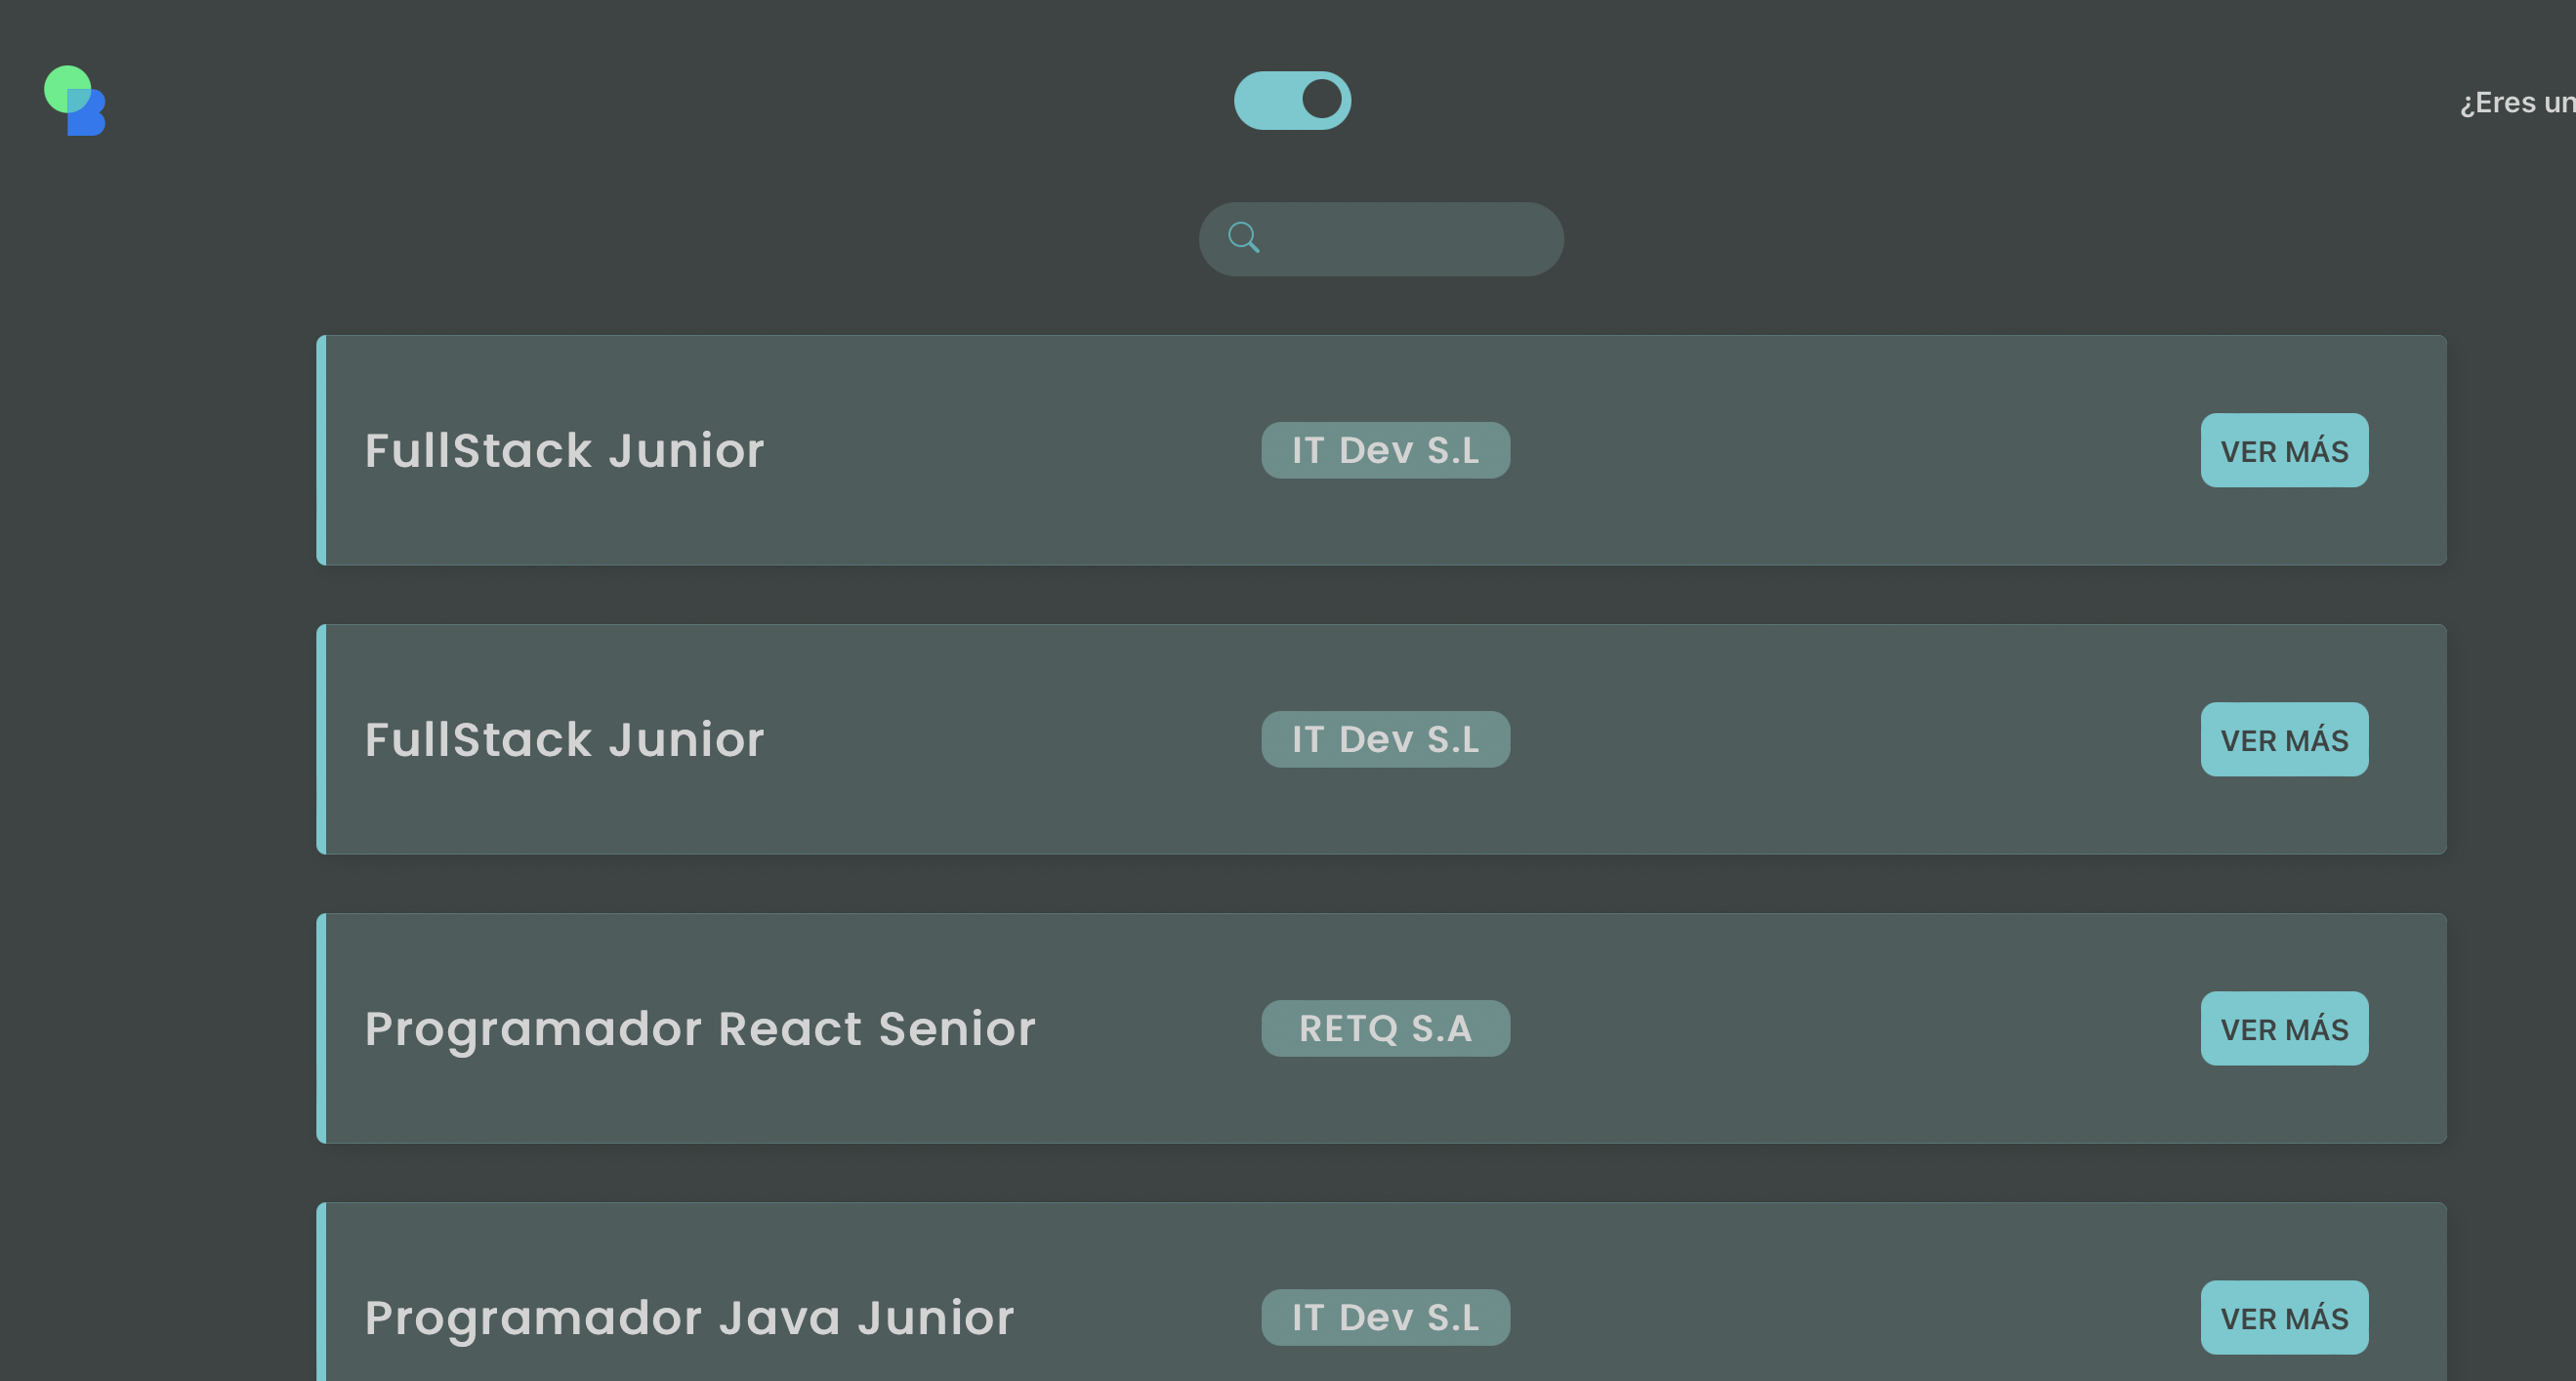 ¿Eres un
FullStack Junior
IT Dev S.L
VER MÁS
FullStack Junior
IT Dev S.L
VER MÁS
Programador React Senior
RETQ S.A
VER MÁS
Programador Java Junior
IT Dev S.L
VER MÁS